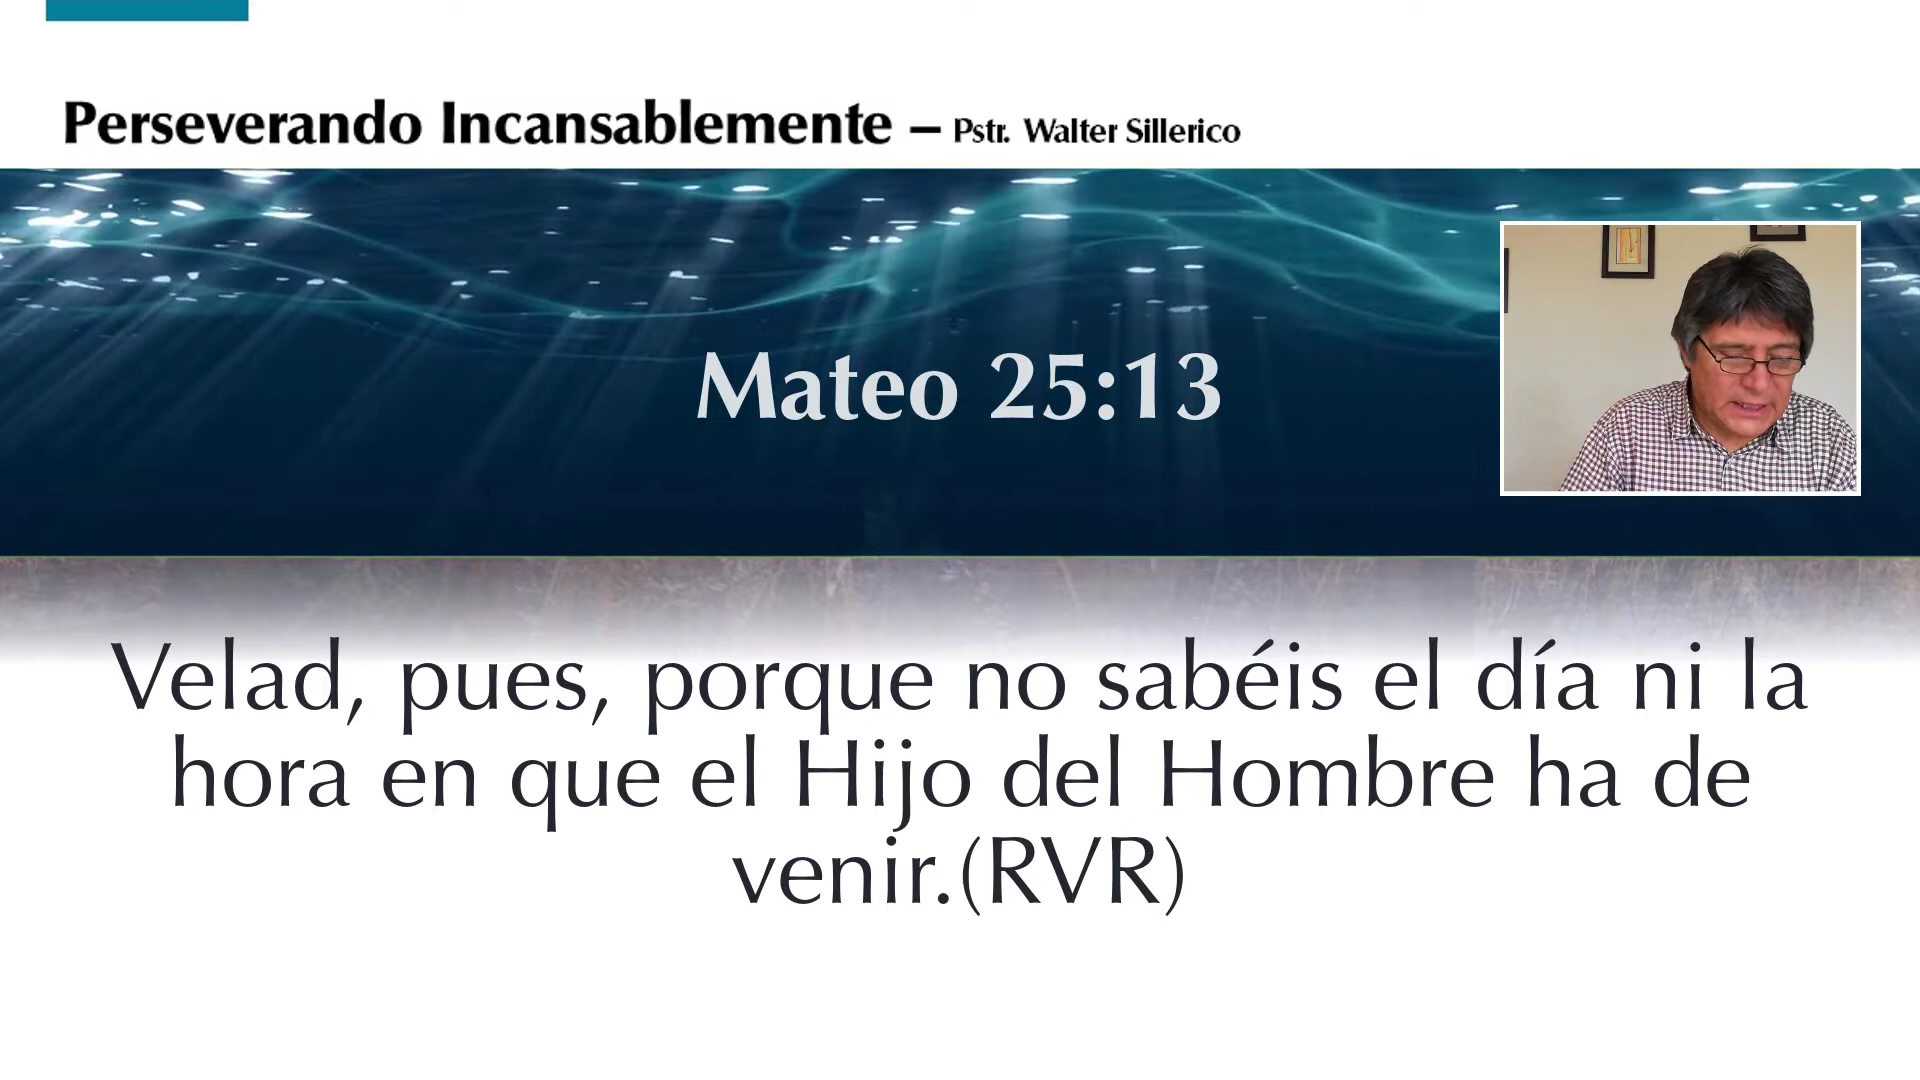 Perseverando Incansablemente – Pstr. Walter Sillerico
Mateo 25:13
Velad, pues, porque no sabéis el día ni la
hora en que el Hijo del Hombre ha de
venir.(RVR)